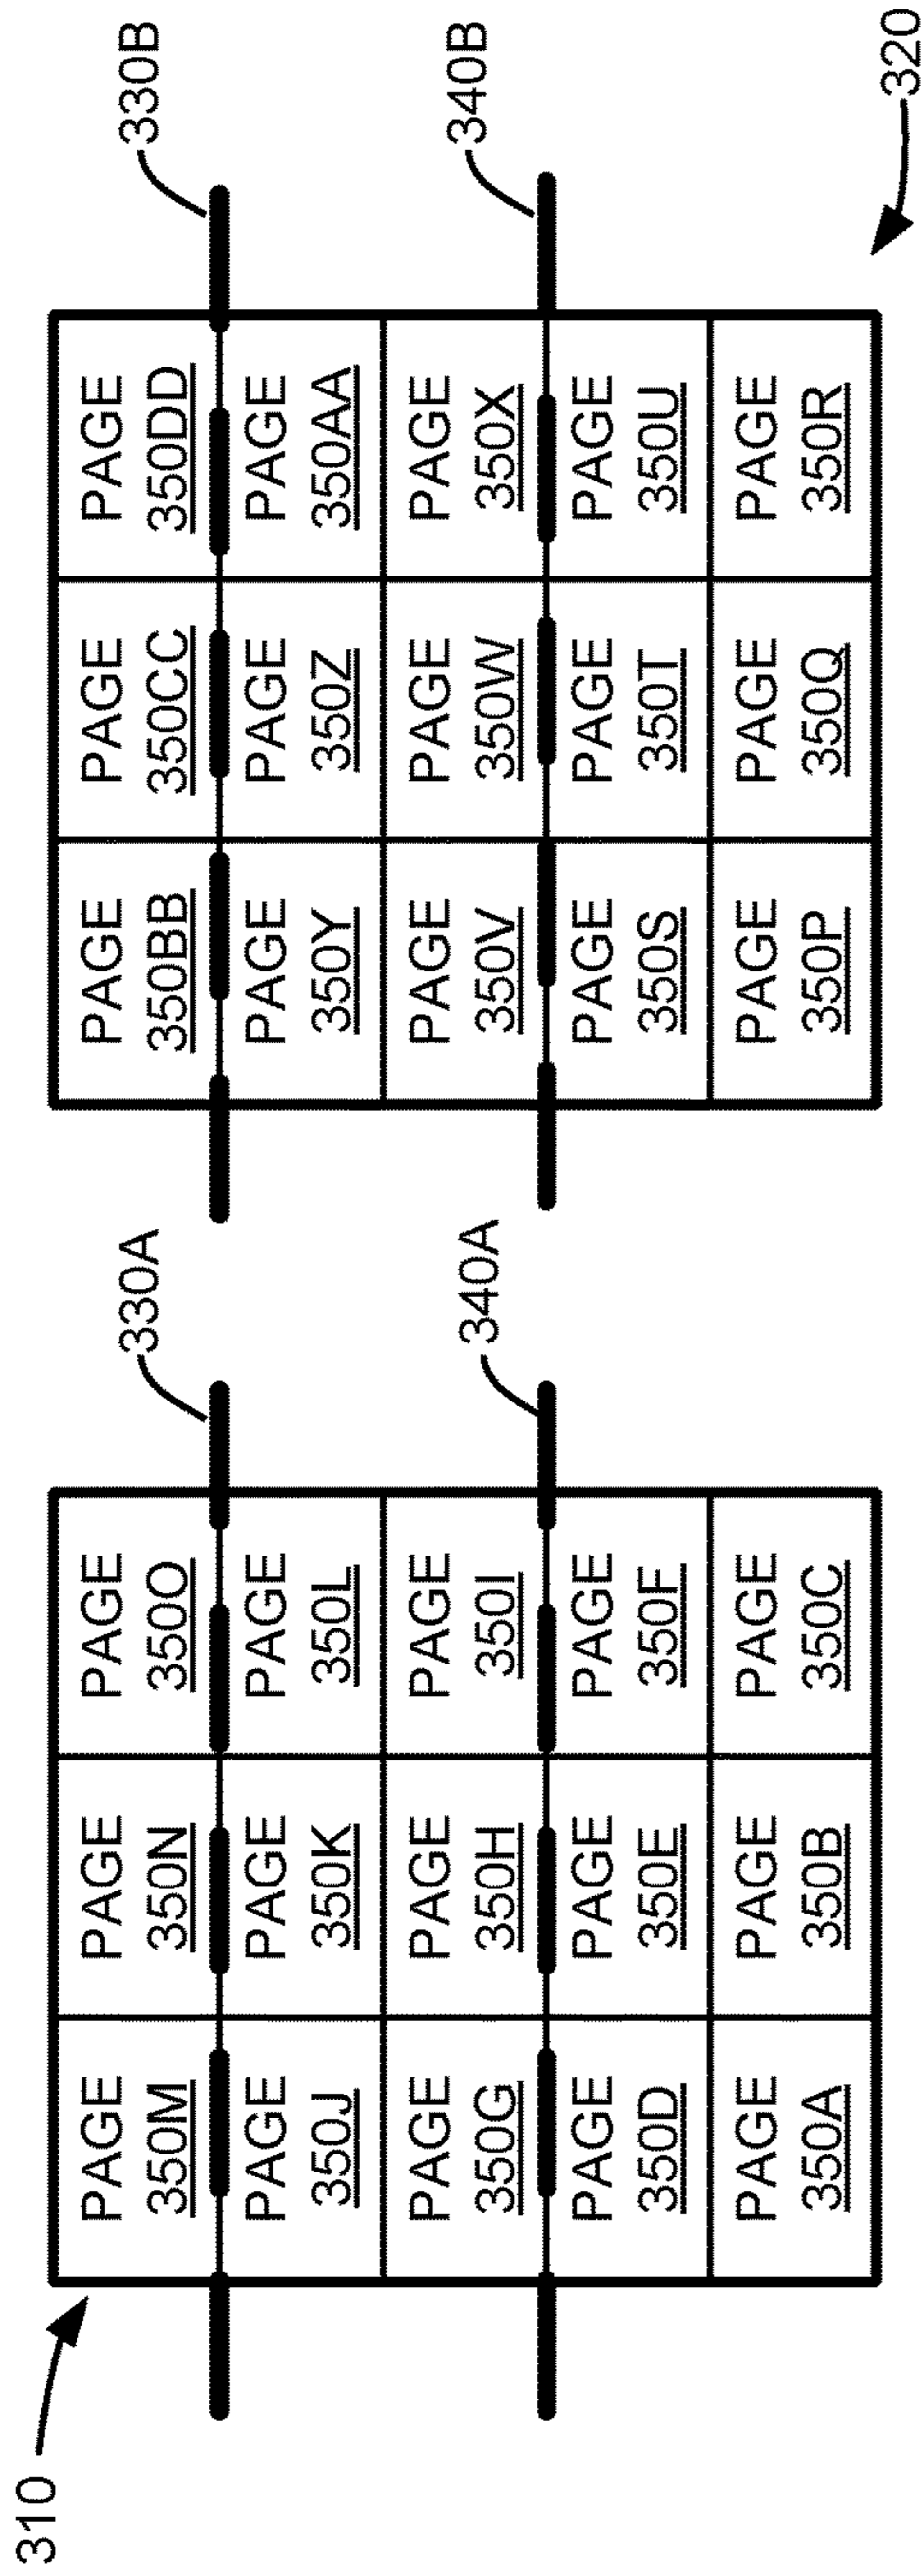 310
330A
330B
PAGE
350M
PAGE
350N
PAGE
350O
PAGE
350J
PAGE
350K
PAGE
350L
PAGE
350G
PAGE
350H
PAGE
350I
PAGE
350D
PAGE
350E
PAGE
350F
PAGE
350A
PAGE
350B
PAGE
350C
340A
PAGE
350BB
PAGE
350CC
PAGE
350DD
PAGE
350Y
PAGE
350Z
PAGE
350AA
PAGE
350V
PAGE
350W
PAGE
350X
PAGE
350S
PAGE
350T
PAGE
350U
PAGE
350P
PAGE
350Q
PAGE
350R
340B
320